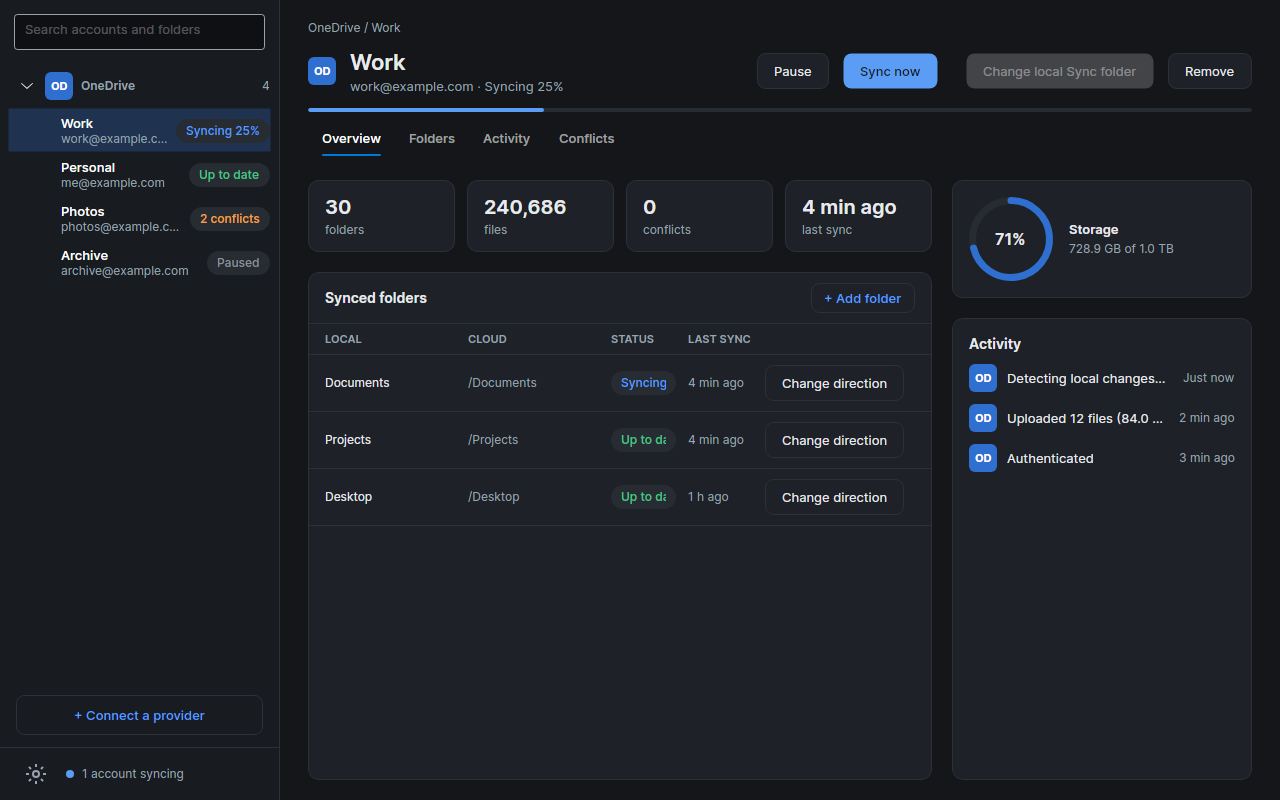 Search accounts and folders
OD OneDrive 4
Work
work@example.c... Syncing 25%
Personal
me@example.com Up to date
Photos
photos@example.c... 2 conflicts
Archive
archive@example.com Paused
+ Connect a provider
1 account syncing
OneDrive / Work
OD Work
work@example.com · Syncing 25%
Pause Sync now Change local Sync folder Remove
Overview Folders Activity Conflicts
30
folders
240,686
files
0
conflicts
4 min ago
last sync
71%
Storage
728.9 GB of 1.0 TB
Synced folders + Add folder
LOCAL CLOUD STATUS LAST SYNC
Documents /Documents Syncing 4 min ago Change direction
Projects /Projects Up to da 4 min ago Change direction
Desktop /Desktop Up to da 1 h ago Change direction
Activity
OD Detecting local changes... Just now
OD Uploaded 12 files (84.0 ... 2 min ago
OD Authenticated 3 min ago